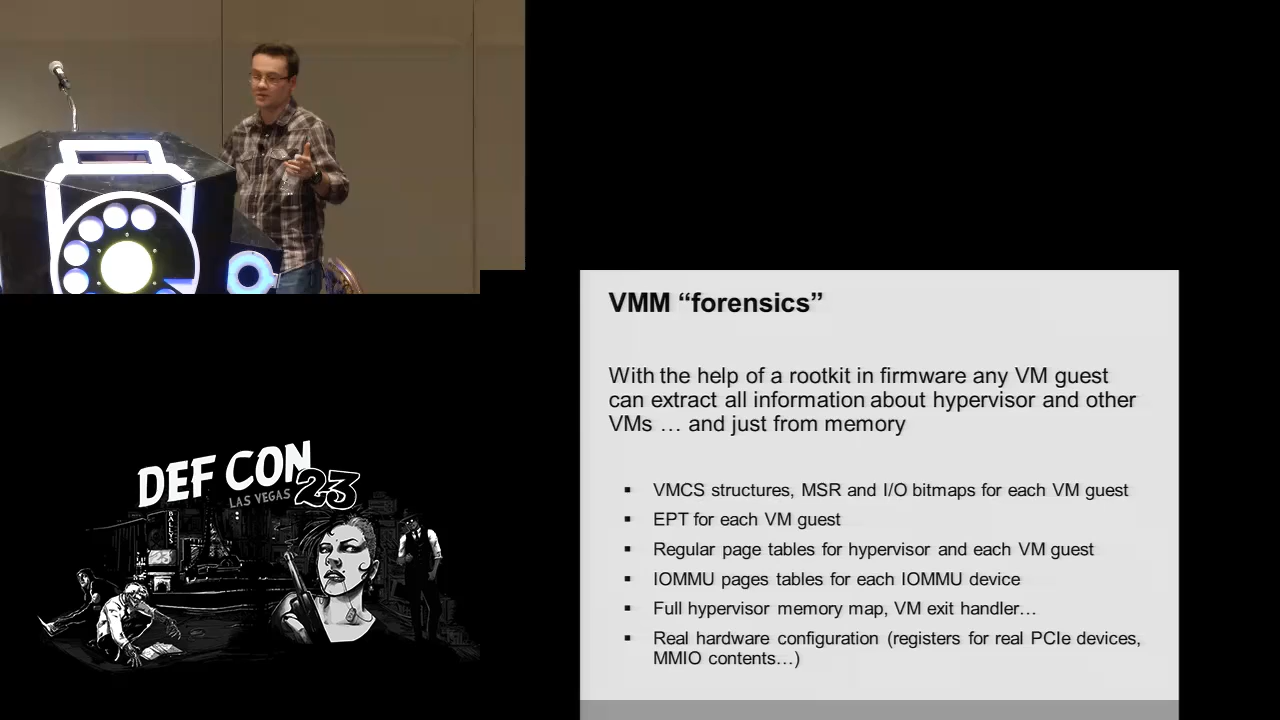 VMM “forensics”
With the help of a rootkit in firmware any VM guest
can extract all information about hypervisor and other
VMs … and just from memory
▪ VMCS structures, MSR and I/O bitmaps for each VM guest
▪ EPT for each VM guest
▪ Regular page tables for hypervisor and each VM guest
▪ IOMMU pages tables for each IOMMU device
▪ Full hypervisor memory map, VM exit handler…
▪ Real hardware configuration (registers for real PCIe devices,
MMIO contents…)
DEF CON
LAS VEGAS 23
BALLYS